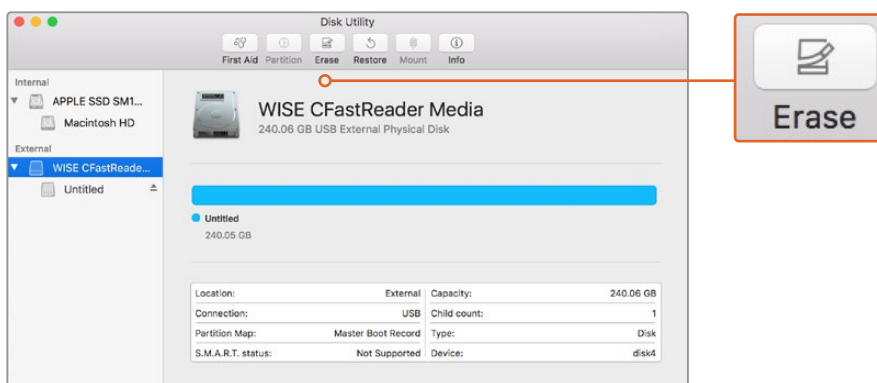 Disk Utility
First Aid Partition Erase Restore Mount Info
Erase
Internal
APPLE SSD SM1...
Macintosh HD
External
WISE CFastReade...
Untitled
WISE CFastReader Media
240.06 GB USB External Physical Disk
Untitled
240.05 GB
Location: External Capacity: 240.06 GB
Connection: USB Child count: 1
Partition Map: Master Boot Record Type: Disk
S.M.A.R.T. status: Not Supported Device: disk4